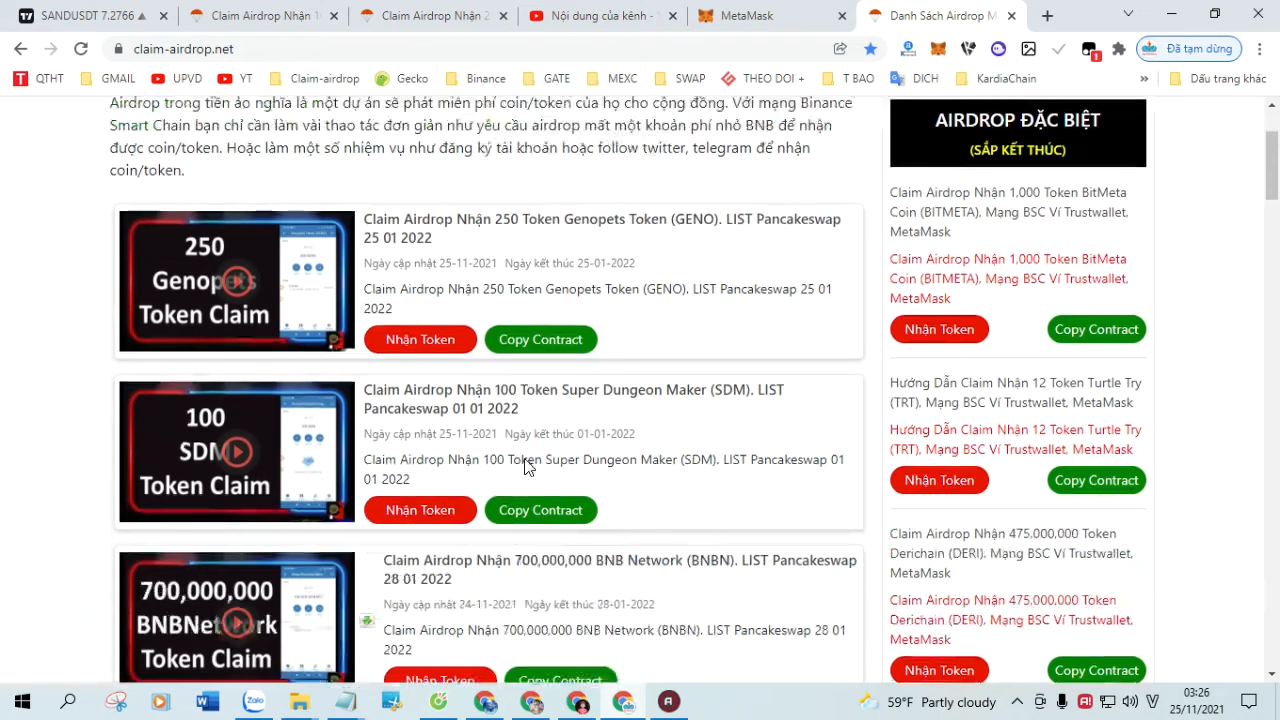 SANDUSDT 7.2676
Claim Airdrop Nhận 1
Claim Airdrop Nhận 2
Nội dung của kênh -
MetaMask
Danh Sách Airdrop M
claim-airdrop.net
1
Đã tạm dừng
QTHT
GMAIL
UPVD
YT
Claim-airdrop
Gecko
Binance
GATE
MEXC
SWAP
THEO DOI +
T BAO
DICH
KardiaChain
»
Dấu trang khác
Airdrop trong tiền ảo nghĩa là một dự án sẽ phát miễn phí coin/token của họ cho cộng đồng. Với mạng Binance
Smart Chain bạn chỉ cần làm vài thao tác đơn giản như yêu cầu airdrop mất một khoản phí nhỏ BNB để nhận
được coin/token. Hoặc làm một số nhiệm vụ như đăng ký tài khoản hoặc follow twitter, telegram để nhận
coin/token.
250
Genopets
Token Claim
Claim Airdrop Nhận 250 Token Genopets Token (GENO). LIST Pancakeswap
25 01 2022
Ngày cập nhật 25-11-2021 Ngày kết thúc 25-01-2022
Claim Airdrop Nhận 250 Token Genopets Token (GENO). LIST Pancakeswap 25 01
2022
Nhận Token
Copy Contract
100
SDM
Token Claim
Claim Airdrop Nhận 100 Token Super Dungeon Maker (SDM). LIST
Pancakeswap 01 01 2022
Ngày cập nhật 25-11-2021 Ngày kết thúc 01-01-2022
Claim Airdrop Nhận 100 Token Super Dungeon Maker (SDM). LIST Pancakeswap 01
01 2022
Nhận Token
Copy Contract
700,000,000
BNBNetwork
Token Claim
Claim Airdrop Nhận 700,000,000 BNB Network (BNBN). LIST Pancakeswap
28 01 2022
Ngày cập nhật 24-11-2021 Ngày kết thúc 28-01-2022
Claim Airdrop Nhận 700,000,000 BNB Network (BNBN). LIST Pancakeswap 28 01
2022
Nhận Token
Copy Contract
AIRDROP ĐẶC BIỆT
(SẮP KẾT THÚC)
Claim Airdrop Nhận 1,000 Token BitMeta
Coin (BITMETA), Mạng BSC Ví Trustwallet,
MetaMask
Claim Airdrop Nhận 1,000 Token BitMeta
Coin (BITMETA), Mạng BSC Ví Trustwallet,
MetaMask
Nhận Token
Copy Contract
Hướng Dẫn Claim Nhận 12 Token Turtle Try
(TRT), Mạng BSC Ví Trustwallet, MetaMask
Hướng Dẫn Claim Nhận 12 Token Turtle Try
(TRT), Mạng BSC Ví Trustwallet, MetaMask
Nhận Token
Copy Contract
Claim Airdrop Nhận 475,000,000 Token
Derichain (DERI). Mạng BSC Ví Trustwallet,
MetaMask
Claim Airdrop Nhận 475,000,000 Token
Derichain (DERI), Mạng BSC Ví Trustwallet,
MetaMask
Nhận Token
Copy Contract
Zalo
59°F Partly cloudy
03:26
25/11/2021